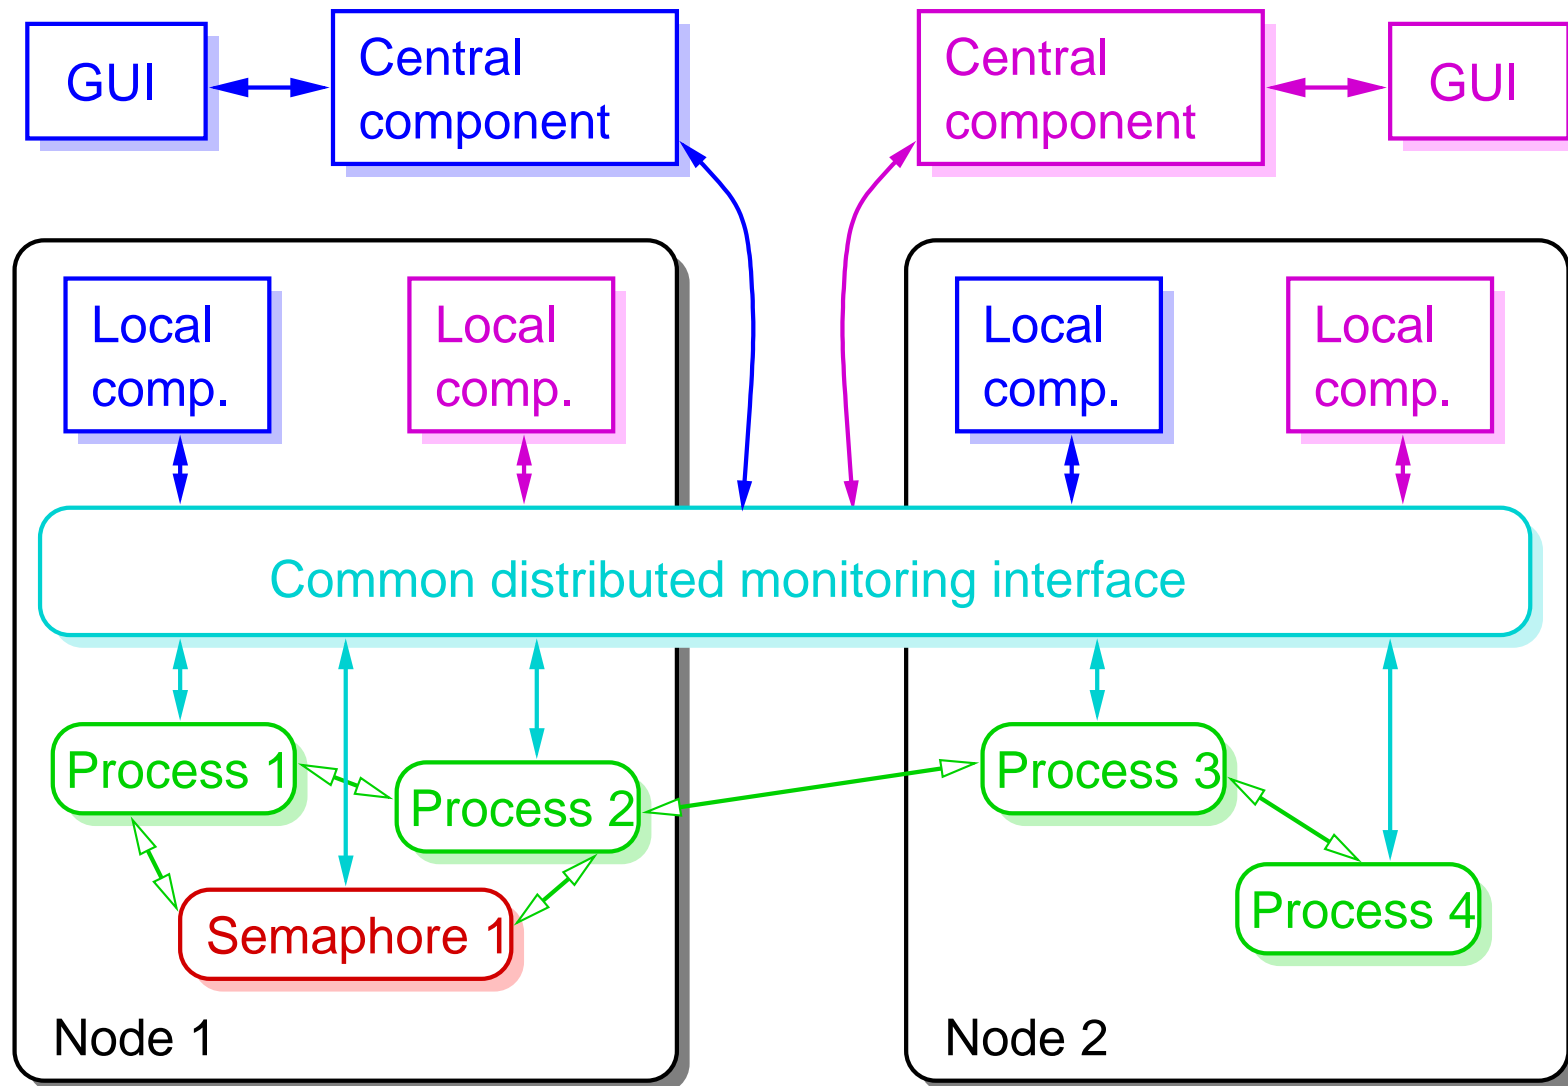 GUI
Central
component
Central
component
GUI
Local
comp.
Local
comp.
Local
comp.
Local
comp.
Common distributed monitoring interface
Process 1
Process 2
Process 3
Process 4
Semaphore 1
Node 1
Node 2